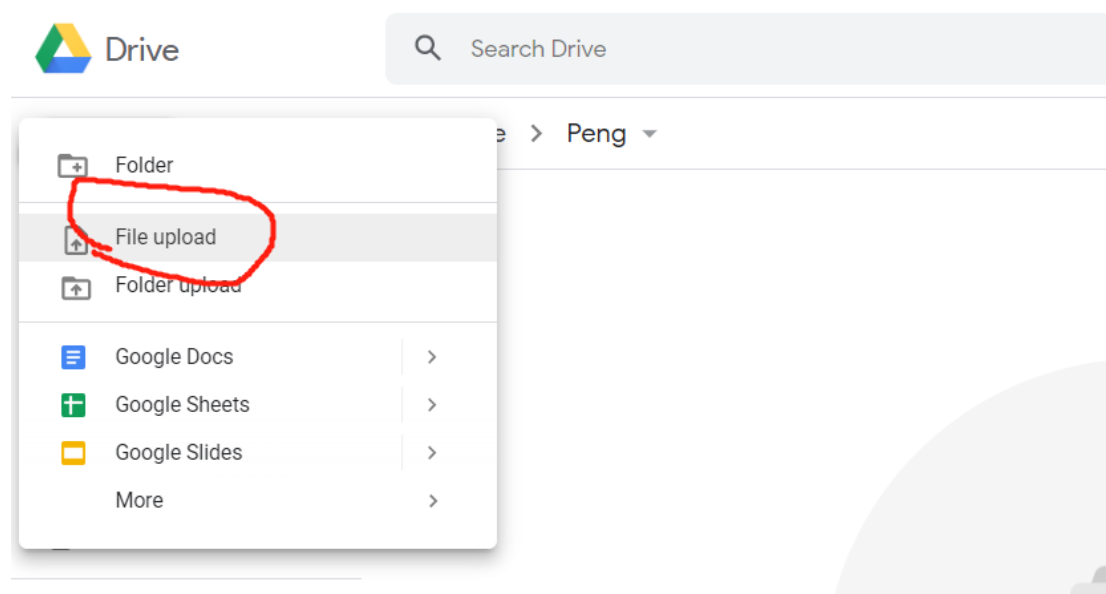 Drive
Search Drive
e > Peng
Folder
File upload
Folder upload
Google Docs
Google Sheets
Google Slides
More